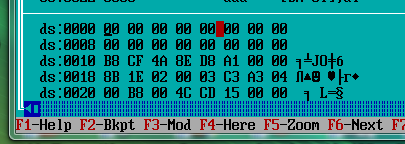 ds:0000 00 00 00 00 00 00 00 00
ds:0008 00 00 00 00 00 00 00 00
ds:0010 B8 CF 4A 8E D8 A1 00 00 ╕╧JО╪б
ds:0018 8B 1E 02 00 03 C3 A3 04 Л▲☻ ♥├г♦
ds:0020 00 B8 00 4C CD 15 00 00  ╕ L═§
F1-Help F2-Bkpt F3-Mod F4-Here F5-Zoom F6-Next F7